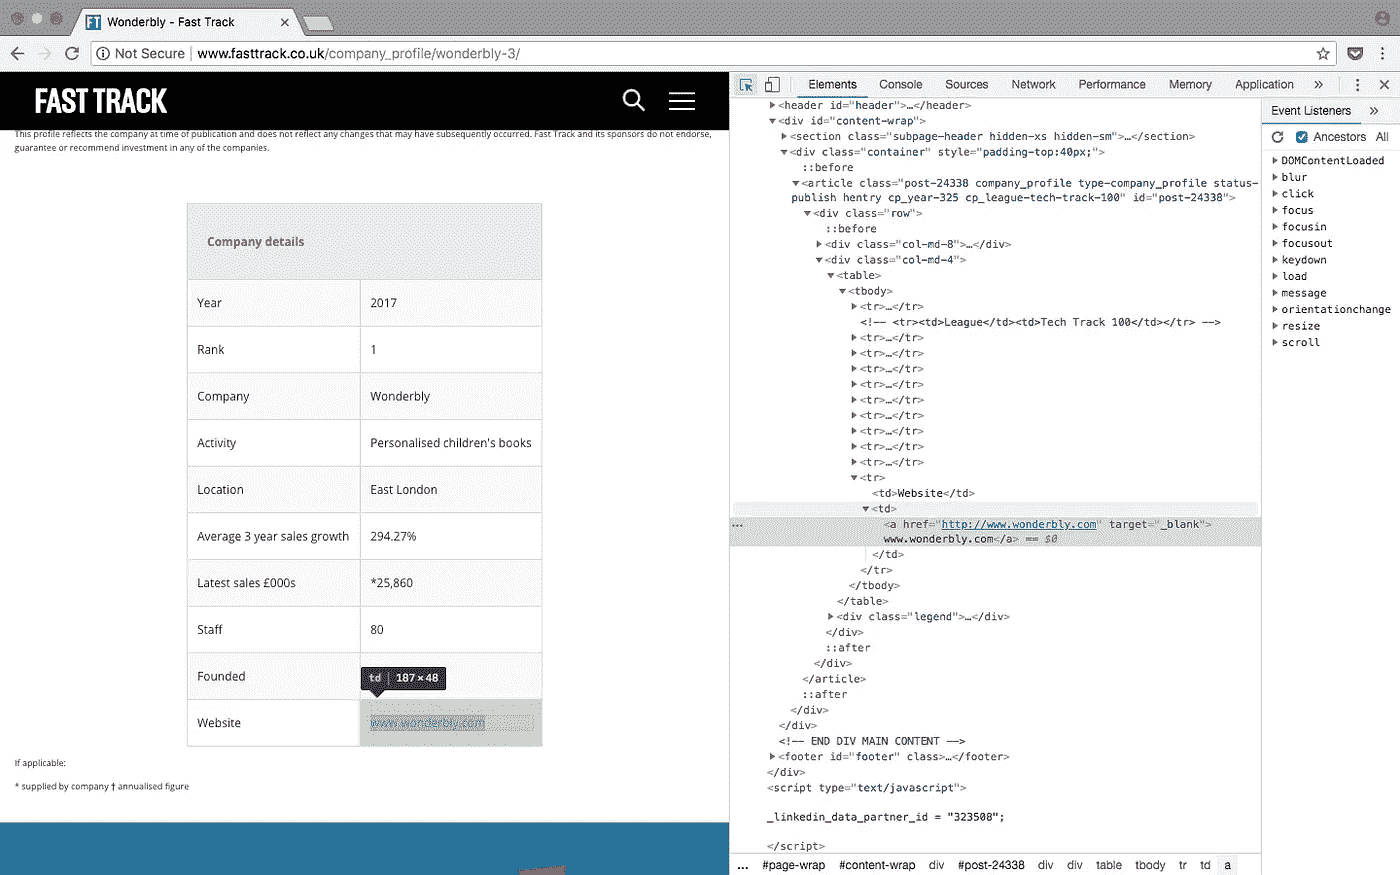 Wonderbly - Fast Track
Not Secure www.fasttrack.co.uk/company_profile/wonderbly-3/
FAST TRACK
This profile reflects the company at time of publication and does not reflect any changes that may have subsequently occurred. Fast Track and its sponsors do not endorse,
guarantee or recommend investment in any of the companies.
Company details
Year 2017
Rank 1
Company Wonderbly
Activity Personalised children's books
Location East London
Average 3 year sales growth 294.27%
Latest sales £000s *25,860
Staff 80
Founded
td 187 × 48
Website www.wonderbly.com
If applicable:
* supplied by company † annualised figure
Elements Console Sources Network Performance Memory Application »
<header id="header">…</header>
<div id="content-wrap">
<section class="subpage-header hidden-xs hidden-sm">…</section>
<div class="container" style="padding-top:40px;">
::before
<article class="post-24338 company_profile type-company_profile status-
publish hentry cp_year-325 cp_league-tech-track-100" id="post-24338">
<div class="row">
::before
<div class="col-md-8">…</div>
<div class="col-md-4">
<table>
<tbody>
<tr>…</tr>
<!-- <tr><td>League</td><td>Tech Track 100</td></tr> -->
<tr>…</tr>
<tr>…</tr>
<tr>…</tr>
<tr>…</tr>
<tr>…</tr>
<tr>…</tr>
<tr>…</tr>
<tr>…</tr>
<tr>…</tr>
<tr>
<td>Website</td>
<td>
… <a href="http://www.wonderbly.com" target="_blank">
www.wonderbly.com</a> == $0
</td>
</tr>
</tbody>
</table>
<div class="legend">…</div>
</div>
::after
</div>
</article>
::after
</div>
</div>
<!-- END DIV MAIN CONTENT -->
<footer id="footer" class>…</footer>
</div>
<script type="text/javascript">
_linkedin_data_partner_id = "323508";
</script>
… #page-wrap #content-wrap div #post-24338 div div table tbody tr td a
Event Listeners »
Ancestors All
DOMContentLoaded
blur
click
focus
focusin
focusout
keydown
load
message
orientationchange
resize
scroll